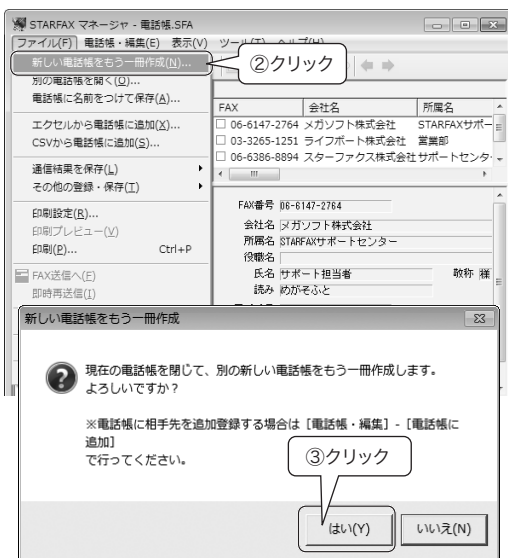 STARFAX マネージャ - 電話帳.SFA
ファイル(F) 電話帳・編集(E) 表示(V)
新しい電話帳をもう一冊作成(N)...
②クリック
別の電話帳を開く(O)...
電話帳に名前をつけて保存(A)...
FAX 会社名 所属名
エクセルから電話帳に追加(X)...
06-6147-2764 メガソフト株式会社 STARFAXサポー
CSVから電話帳に追加(S)...
03-3265-1251 ライフボート株式会社 営業部
06-6386-8894 スターファクス株式会社 サポートセンタ
通信結果を保存(L)
その他の登録・保存(I)
印刷設定(R)...
FAX番号 06-6147-2764
印刷プレビュー(V)
会社名 メガソフト株式会社
印刷(P)... Ctrl+P
所属名 STARFAXサポートセンター
役職名
氏名 サポート担当者 敬称 様
FAX送信へ(E)
読み めがそふと
即時再送信(I)
新しい電話帳をもう一冊作成
現在の電話帳を閉じて、別の新しい電話帳をもう一冊作成します。
よろしいですか？
※電話帳に相手先を追加登録する場合は [電話帳・編集] - [電話帳に
追加]
で行ってください。
③クリック
はい(Y) いいえ(N)